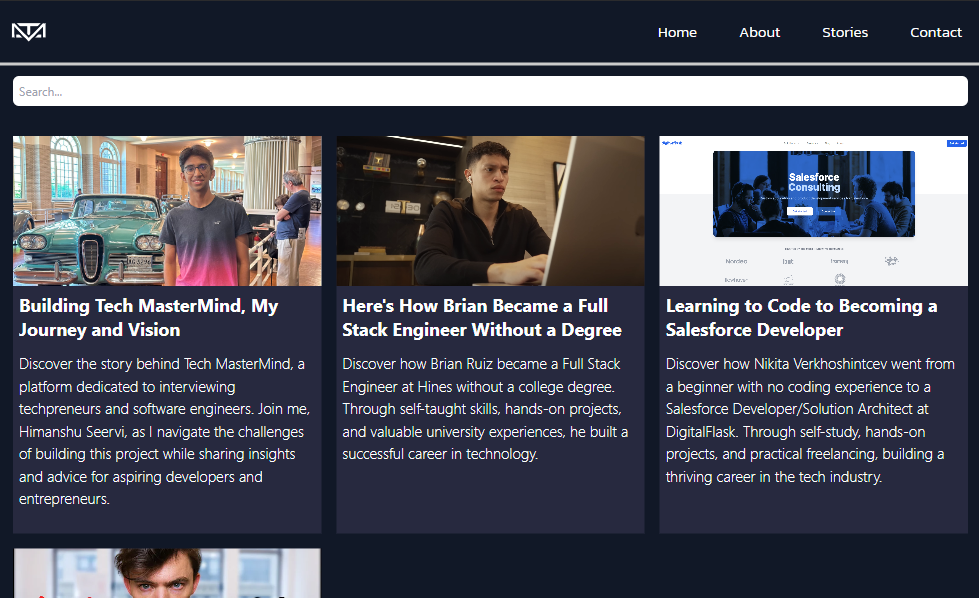 Home About Stories Contact
Search...
Building Tech MasterMind, My
Journey and Vision
Discover the story behind Tech MasterMind, a
platform dedicated to interviewing
techpreneurs and software engineers. Join me,
Himanshu Seervi, as I navigate the challenges
of building this project while sharing insights
and advice for aspiring developers and
entrepreneurs.
12:30
Here's How Brian Became a Full
Stack Engineer Without a Degree
Discover how Brian Ruiz became a Full Stack
Engineer at Hines without a college degree.
Through self-taught skills, hands-on projects,
and valuable university experiences, he built a
successful career in technology.
Salesforce
Consulting
Learning to Code to Becoming a
Salesforce Developer
Discover how Nikita Verkhoshintcev went from
a beginner with no coding experience to a
Salesforce Developer/Solution Architect at
DigitalFlask. Through self-study, hands-on
projects, and practical freelancing, building a
thriving career in the tech industry.